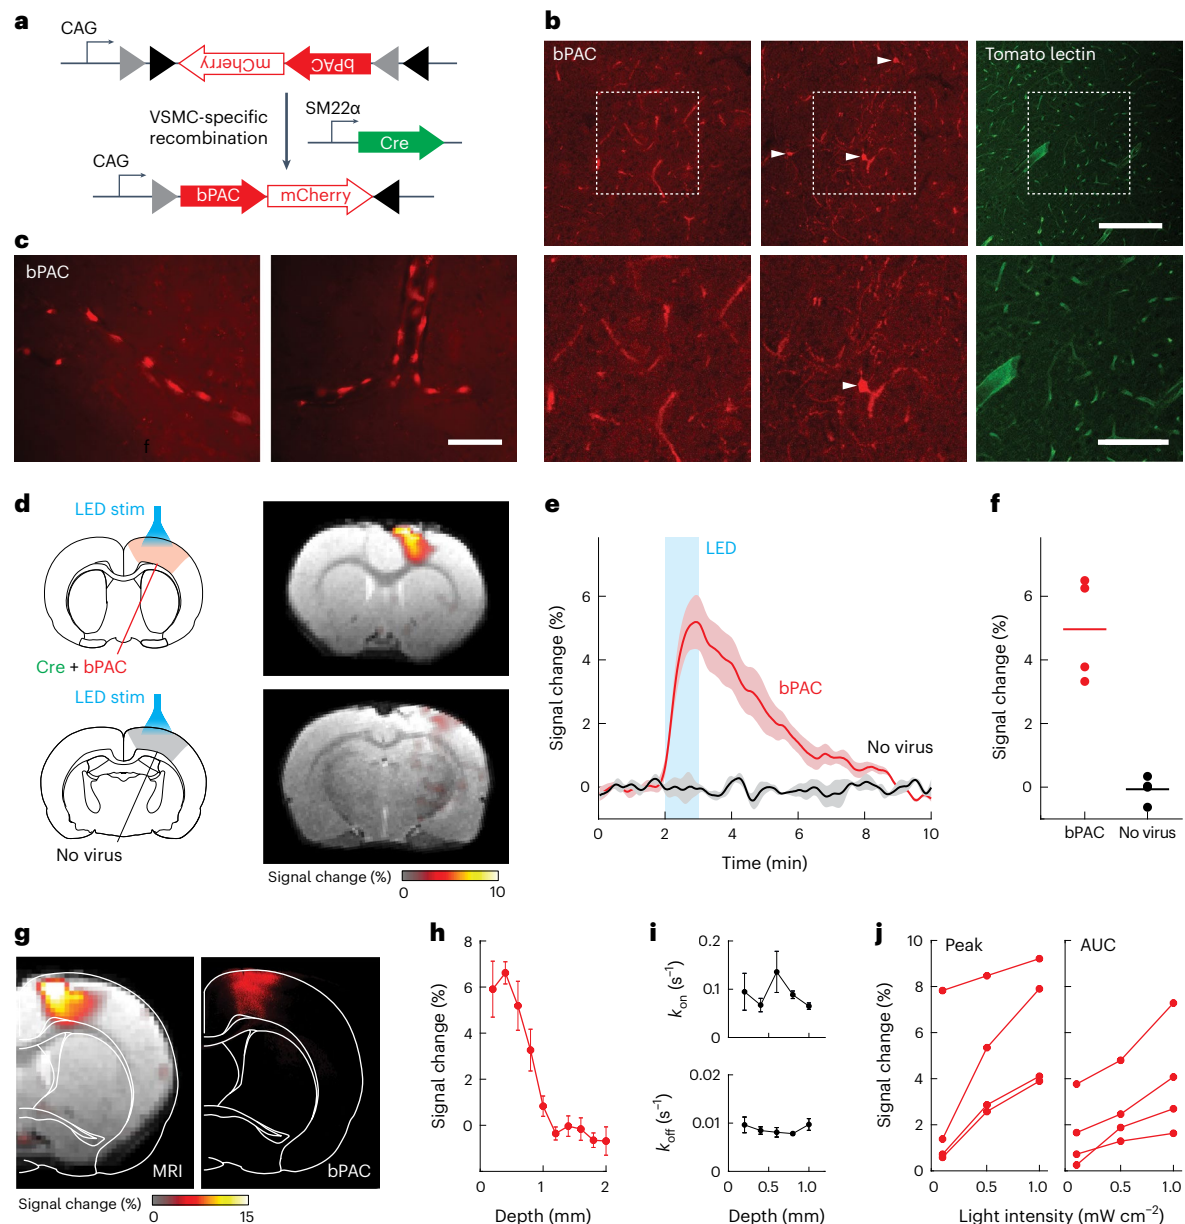 a
CAG
mCherry
bPAC
VSMC-specific
recombination
SM22α
Cre
CAG
bPAC
mCherry
b
bPAC
Tomato lectin
c
bPAC
f
d
LED stim
Cre + bPAC
LED stim
No virus
Signal change (%)
0
10
e
LED
bPAC
No virus
Signal change (%)
6
4
2
0
0
2
4
6
8
10
Time (min)
f
Signal change (%)
6
4
2
0
bPAC
No virus
g
MRI
bPAC
Signal change (%)
0
15
h
Signal change (%)
8
6
4
2
0
0
1
2
Depth (mm)
i
kon (s−1)
0.2
0.1
0
koff (s−1)
0.02
0.01
0
0
0.5
1.0
Depth (mm)
j
Peak
AUC
Signal change (%)
10
8
6
4
2
0
0
0.5
1.0
0
0.5
1.0
Light intensity (mW cm−2)